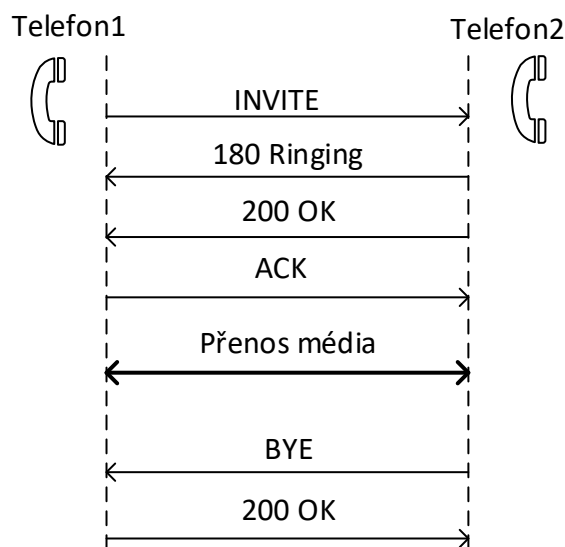 Telefon1
Telefon2
INVITE
180 Ringing
200 OK
ACK
Přenos média
BYE
200 OK